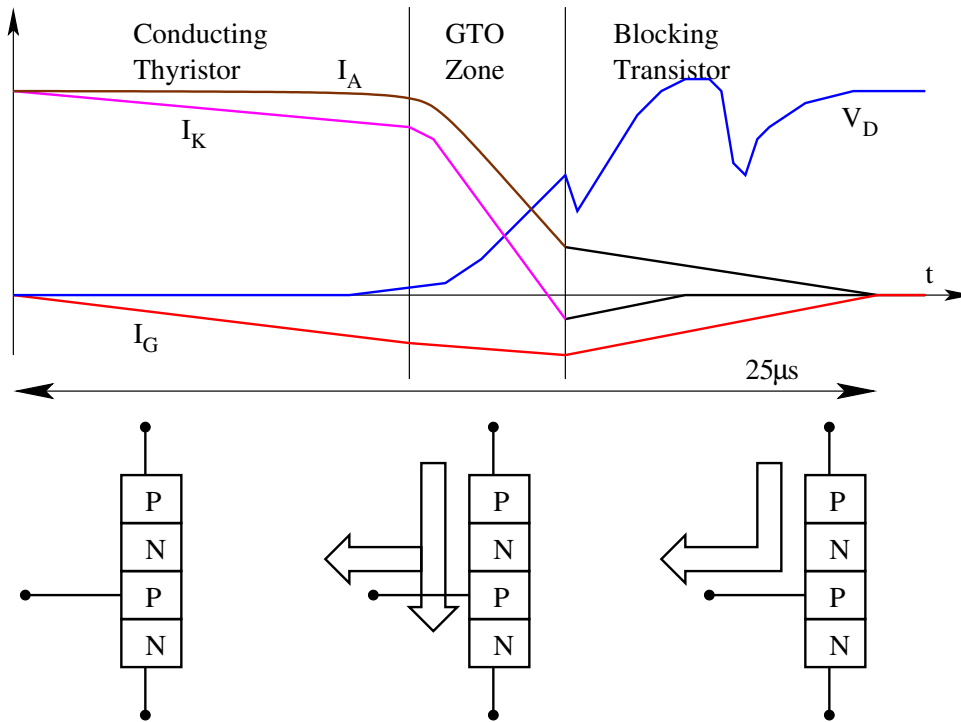 Conducting
Thyristor
GTO
Zone
Blocking
Transistor
I_A
I_K
V_D
t
I_G
25μs
P
N
P
N
P
N
P
N
P
N
P
N